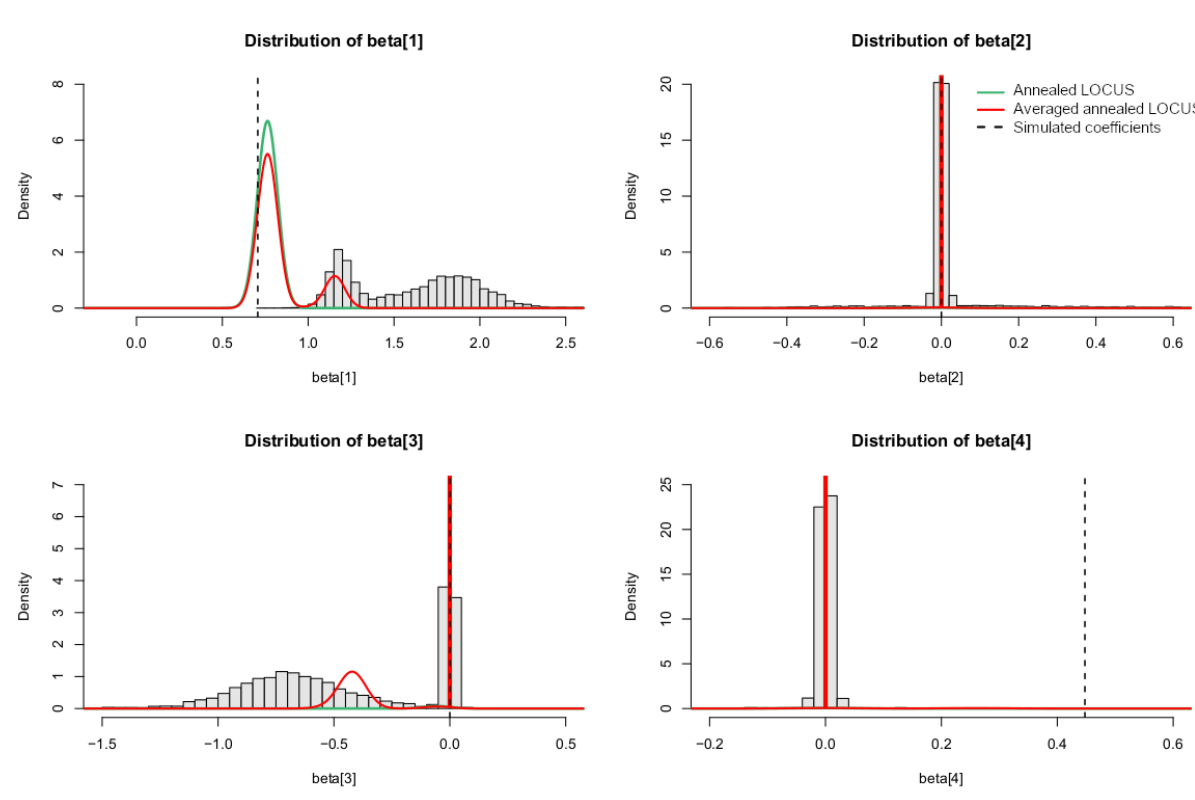 Distribution of beta[1]
Density
0
2
4
6
8
0.0 0.5 1.0 1.5 2.0 2.5
beta[1]
Distribution of beta[2]
Density
0
5
10
15
20
Annealed LOCUS
Averaged annealed LOCUS
Simulated coefficients
−0.6 −0.4 −0.2 0.0 0.2 0.4 0.6
beta[2]
Distribution of beta[3]
Density
0
1
2
3
4
5
6
7
−1.5 −1.0 −0.5 0.0 0.5
beta[3]
Distribution of beta[4]
Density
0
5
10
15
20
25
−0.2 0.0 0.2 0.4 0.6
beta[4]